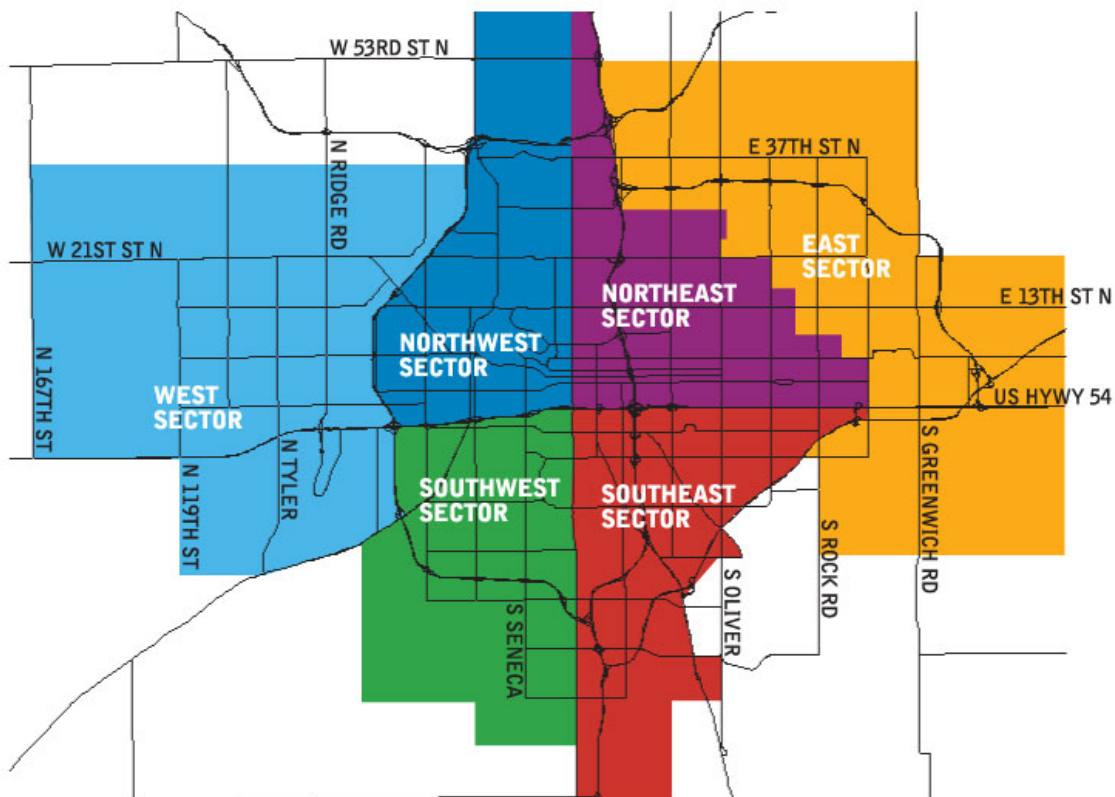 W 53RD ST N
E 37TH ST N
N RIDGE RD
W 21ST ST N
EAST
SECTOR
E 13TH ST N
NORTHEAST
SECTOR
NORTHWEST
SECTOR
N 167TH ST
WEST
SECTOR
US HYWY 54
N TYLER
N 119TH ST
SOUTHWEST
SECTOR
SOUTHEAST
SECTOR
S GREENWICH RD
S ROCK RD
S OLIVER
S SENECA